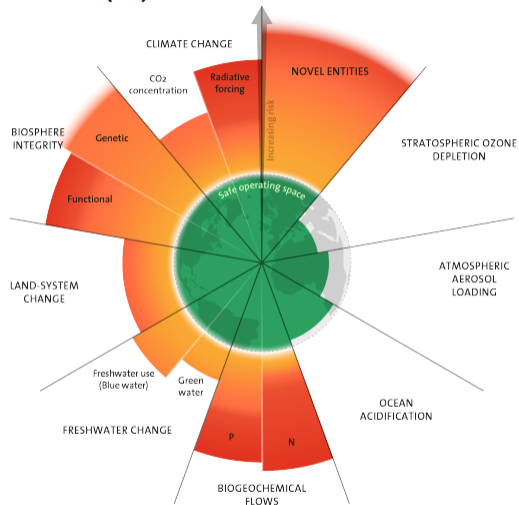 CLIMATE CHANGE
CO₂
concentration
Radiative
forcing
NOVEL ENTITIES
Increasing risk
STRATOSPHERIC OZONE
DEPLETION
BIOSPHERE
INTEGRITY
Genetic
Functional
Safe operating space
ATMOSPHERIC
AEROSOL
LOADING
LAND-SYSTEM
CHANGE
Freshwater use
(Blue water)
Green
water
OCEAN
ACIDIFICATION
FRESHWATER CHANGE
P
N
BIOGEOCHEMICAL
FLOWS